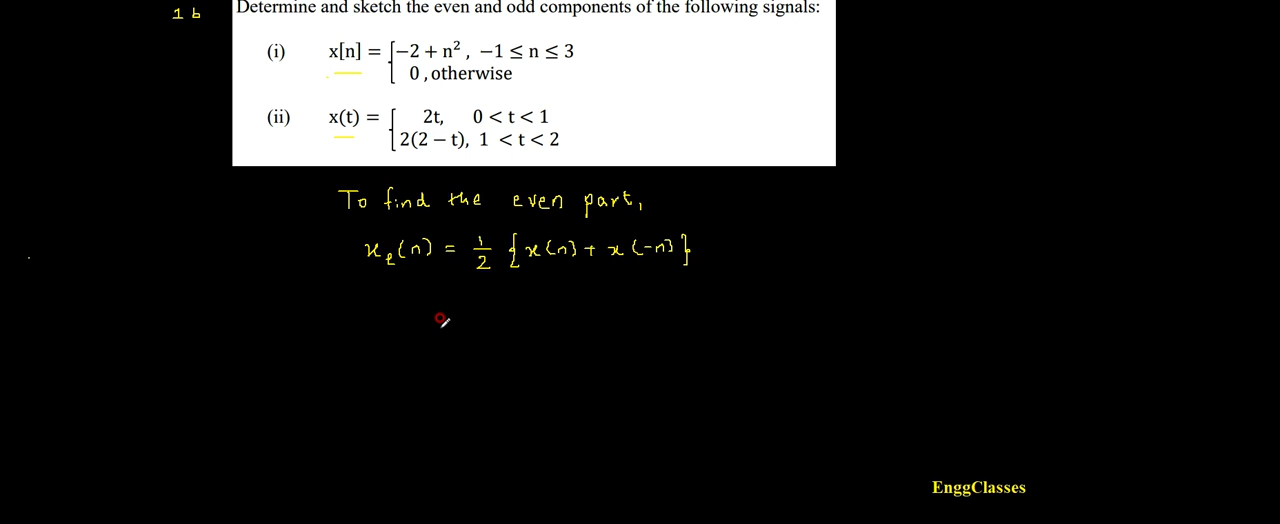 1 b
Determine and sketch the even and odd components of the following signals:
(i) x[n] = {−2 + n² , −1 ≤ n ≤ 3
0 , otherwise
(ii) x(t) = { 2t, 0 < t < 1
2(2 − t), 1 < t < 2
To find the even part,
xₑ(n) = 1/2 {x(n) + x(-n)}
EnggClasses